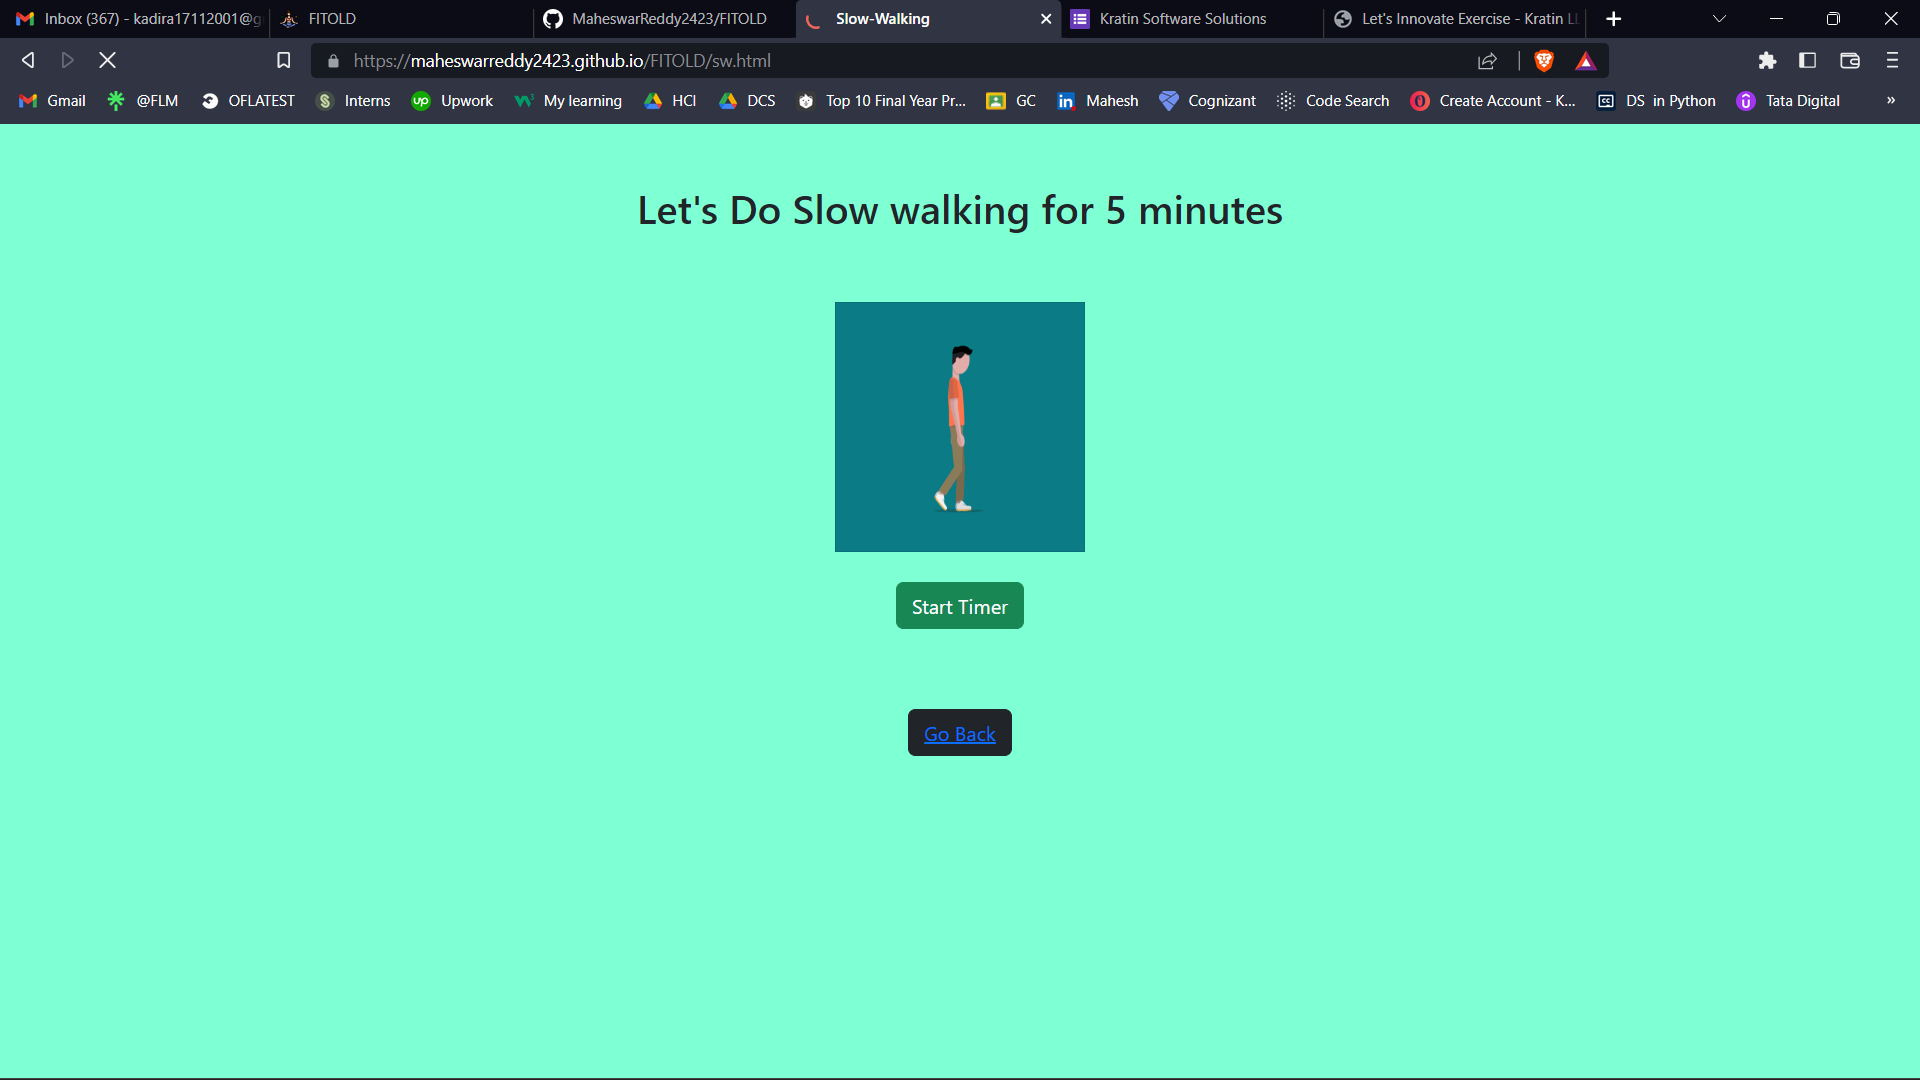 Inbox (367) - kadira17112001@g
FITOLD
MaheswarReddy2423/FITOLD
Slow-Walking
Kratin Software Solutions
Let's Innovate Exercise - Kratin LL
https://maheswarreddy2423.github.io/FITOLD/sw.html
Gmail
@FLM
OFLATEST
Interns
Upwork
My learning
HCI
DCS
Top 10 Final Year Pr...
GC
Mahesh
Cognizant
Code Search
Create Account - K...
DS in Python
Tata Digital
»
Let's Do Slow walking for 5 minutes
Start Timer
Go Back